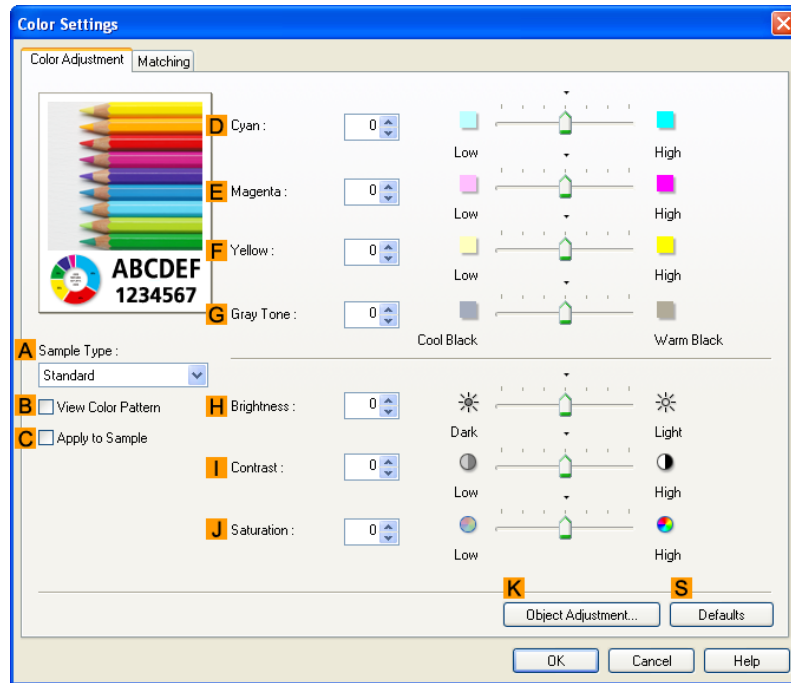 Color Settings
Color Adjustment
Matching
ABCDEF
1234567
D Cyan : 0
Low High
E Magenta : 0
Low High
F Yellow : 0
Low High
G Gray Tone : 0
Cool Black Warm Black
A Sample Type :
Standard
B View Color Pattern
C Apply to Sample
H Brightness : 0
Dark Light
I Contrast : 0
Low High
J Saturation : 0
Low High
K S
Object Adjustment... Defaults
OK Cancel Help